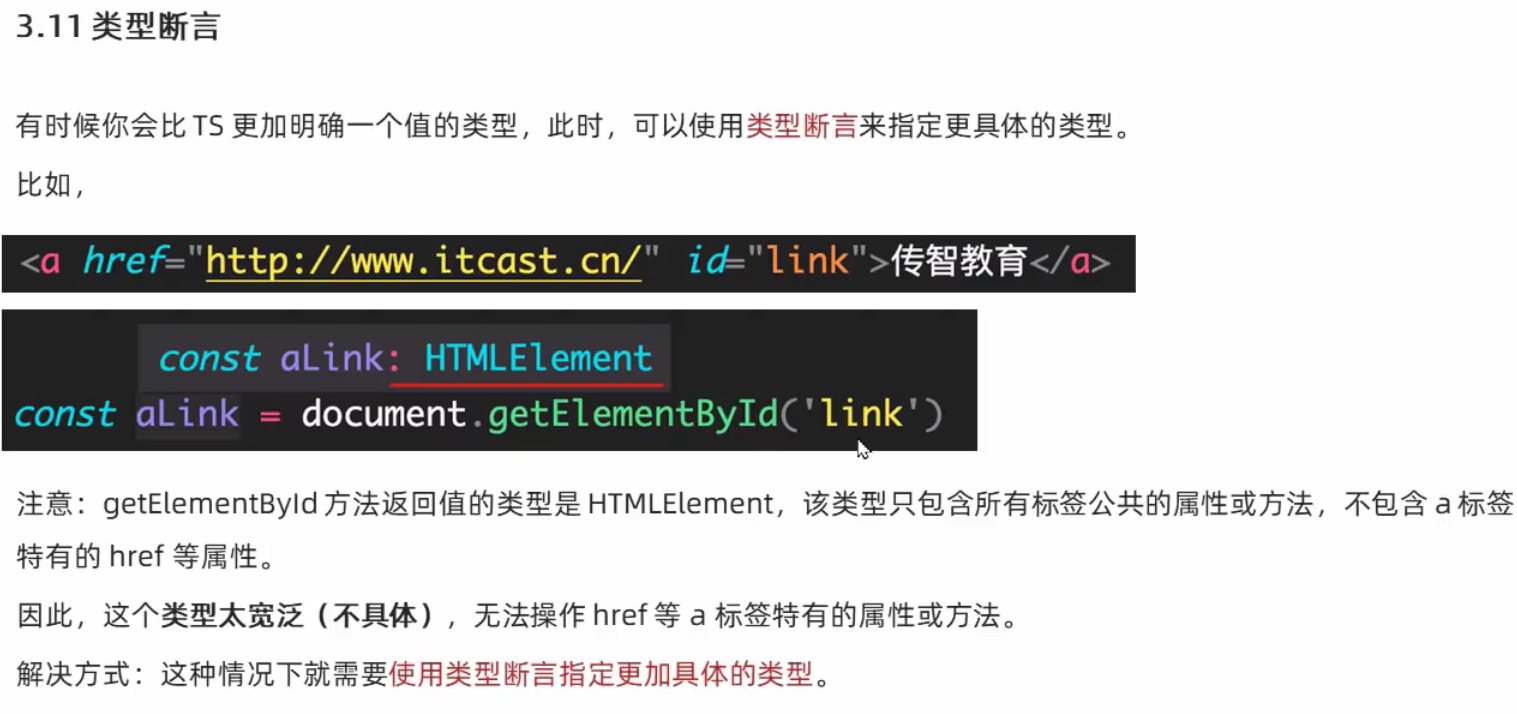 3.11 类型断言
有时候你会比 TS 更加明确一个值的类型，此时，可以使用类型断言来指定更具体的类型。
比如，
<a href="http://www.itcast.cn/" id="link">传智教育</a>
const aLink: HTMLElement
const aLink = document.getElementById('link')
注意：getElementById 方法返回值的类型是 HTMLElement，该类型只包含所有标签公共的属性或方法，不包含 a 标签
特有的 href 等属性。
因此，这个类型太宽泛（不具体），无法操作 href 等 a 标签特有的属性或方法。
解决方式：这种情况下就需要使用类型断言指定更加具体的类型。